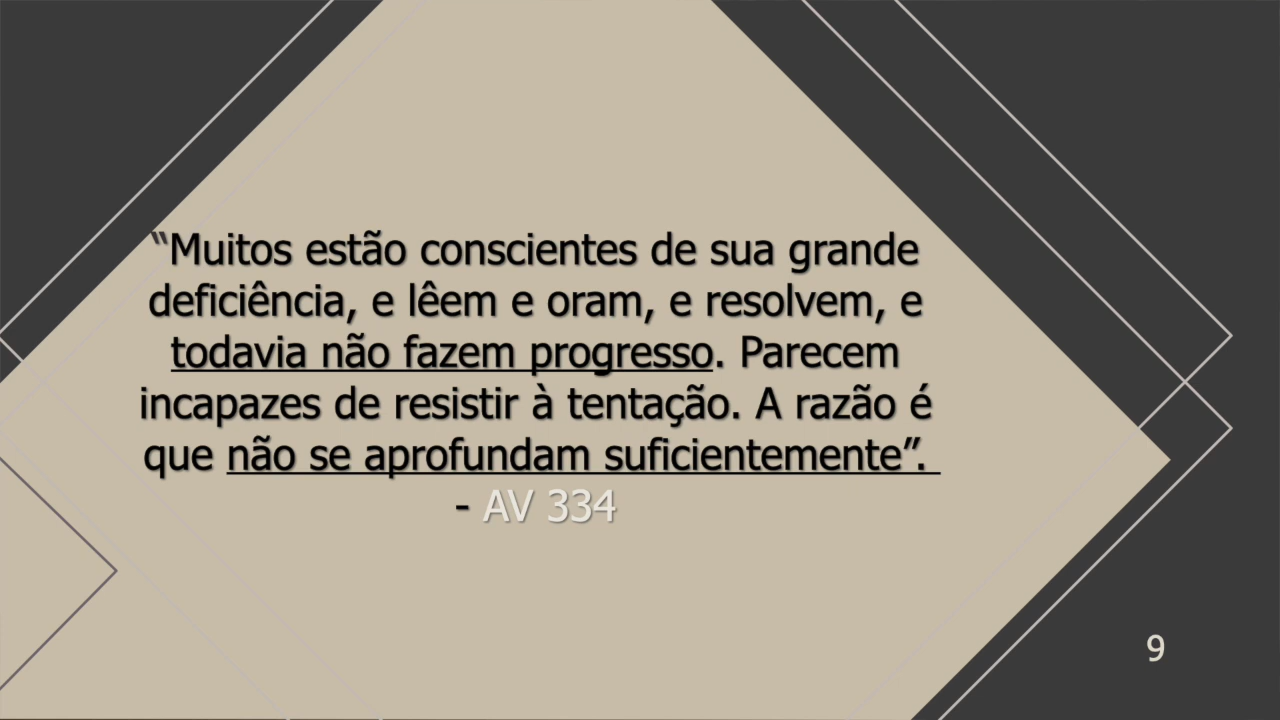 “Muitos estão conscientes de sua grande
deficiência, e lêem e oram, e resolvem, e
todavia não fazem progresso. Parecem
incapazes de resistir à tentação. A razão é
que não se aprofundam suficientemente”.
- AV 334
9